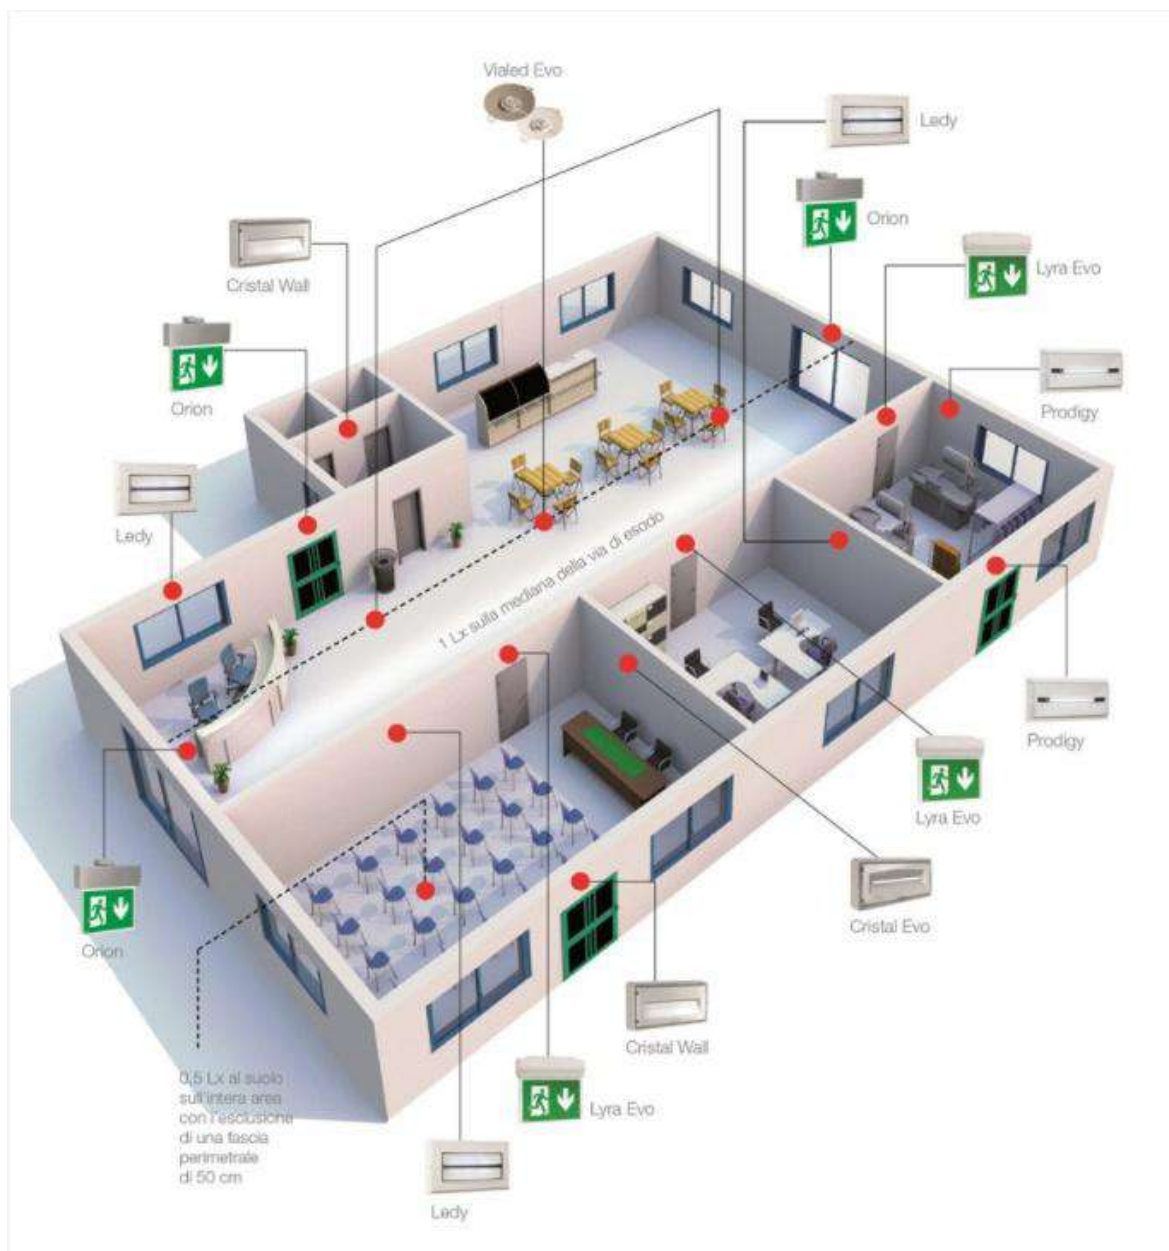 Vialed Evo
Ledy
Orion
Lyra Evo
Cristal Wall
Prodigy
Orion
Ledy
1 Lx sulla mediana della via di esodo
Prodigy
Lyra Evo
Cristal Evo
Orion
Cristal Wall
0,5 Lx al suolo
sull'intera area
con l'esclusione
di una fascia
perimetrale
di 50 cm
Lyra Evo
Ledy